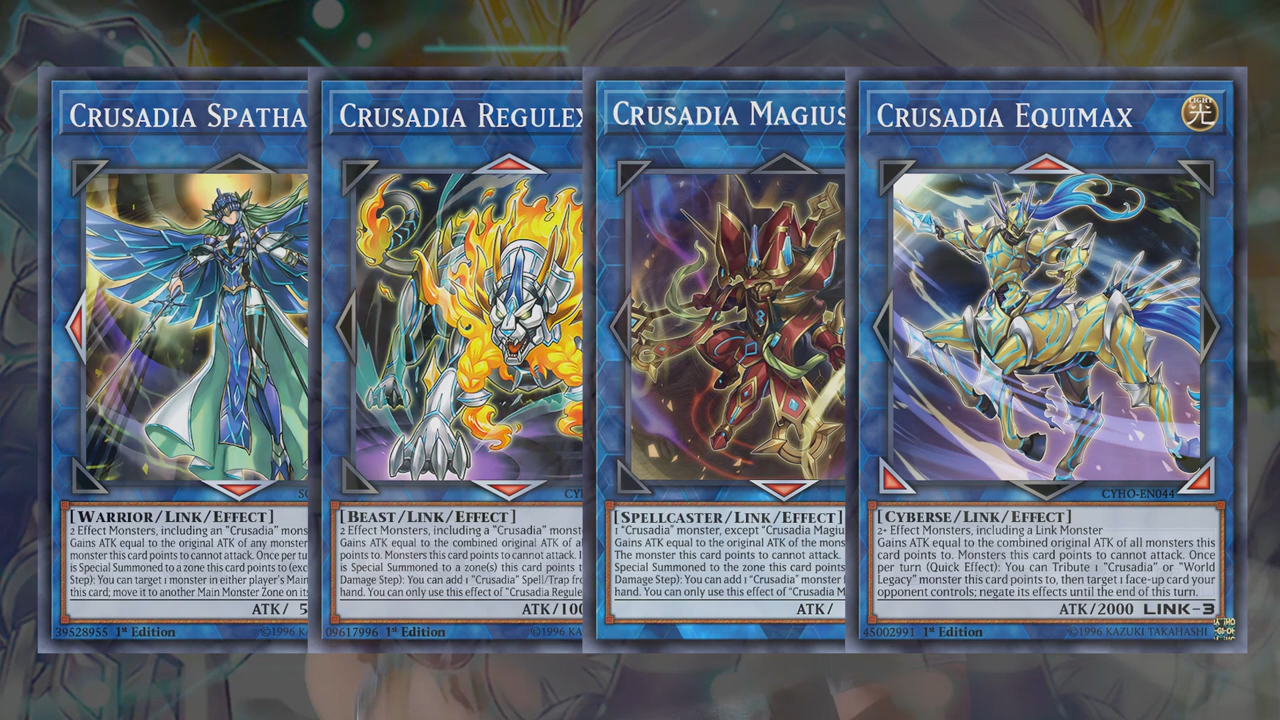 CRUSADIA SPATHA
[WARRIOR/LINK/EFFECT]
2 Effect Monsters, including an "Crusadia" mons
Gains ATK equal to the original ATK of any monster
monster this card points to cannot attack. Once per tu
is Special Summoned to a zone this card points to (exc
Step): You can target 1 monster in either player's Main
this card; move it to another Main Monster Zone on its
ATK/ 5
39528955 1st Edition ©1996 KA
CRUSADIA REGULEX
CY
[BEAST/LINK/EFFECT]
2 Effect Monsters, including a "Crusadia" monst
Gains ATK equal to the combined original ATK of a
points to. Monsters this card points to cannot attack. I
is Special Summoned to a zone(s) this card points to
Damage Step): You can add 1 "Crusadia" Spell/Trap fr
hand. You can only use this effect of "Crusadia Regule
ATK/100
09617996 1st Edition ©1996 KA
CRUSADIA MAGIUS
[SPELLCASTER/LINK/EFFECT]
1 "Crusadia" monster, except "Crusadia Magiu
Gains ATK equal to the original ATK of the mons
The monster this card points to cannot attack.
Special Summoned to the zone this card points
Damage Step): You can add 1 "Crusadia" monster f
hand. You can only use this effect of "Crusadia M
ATK/
CRUSADIA EQUIMAX
LIGHT
光
CYHO-EN044
[CYBERSE/LINK/EFFECT]
2+ Effect Monsters, including a Link Monster
Gains ATK equal to the combined original ATK of all monsters this
card points to. Monsters this card points to cannot attack. Once
per turn (Quick Effect): You can Tribute 1 "Crusadia" or "World
Legacy" monster this card points to, then target 1 face-up card your
opponent controls; negate its effects until the end of this turn.
ATK/2000 LINK-3
45002991 1st Edition ©1996 KAZUKI TAKAHASHI